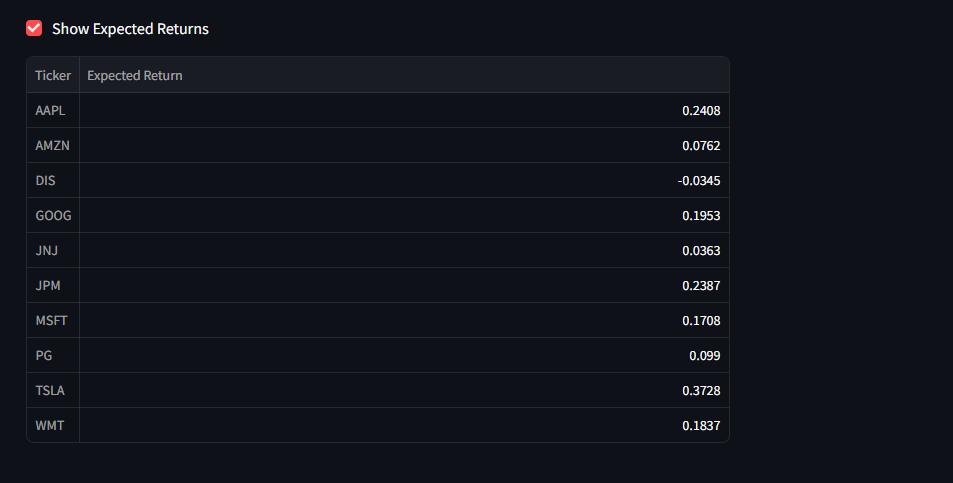 Show Expected Returns
Ticker Expected Return
AAPL 0.2408
AMZN 0.0762
DIS -0.0345
GOOG 0.1953
JNJ 0.0363
JPM 0.2387
MSFT 0.1708
PG 0.099
TSLA 0.3728
WMT 0.1837